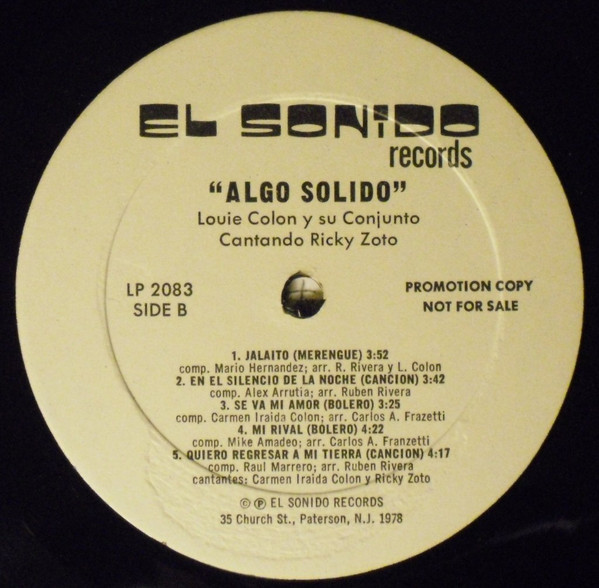 EL SONIDO
records
"ALGO SOLIDO"
Louie Colon y su Conjunto
Cantando Ricky Zoto
LP 2083
SIDE B
PROMOTION COPY
NOT FOR SALE
1. JALAITO (MERENGUE) 3:52
comp. Mario Hernandez; arr. R. Rivera y L. Colon
2. EN EL SILENCIO DE LA NOCHE (CANCION) 3:42
comp. Alex Arrutia; arr. Ruben Rivera
3. SE VA MI AMOR (BOLERO) 3:25
comp. Carmen Iraida Colon; arr. Carlos A. Frazetti
4. MI RIVAL (BOLERO) 4:22
comp. Mike Amadeo; arr. Carlos A. Franzetti
5. QUIERO REGRESAR A MI TIERRA (CANCION) 4:17
comp. Raul Marrero; arr. Ruben Rivera
cantantes: Carmen Iraida Colon y Ricky Zoto
© ℗ EL SONIDO RECORDS
35 Church St., Paterson, N.J. 1978